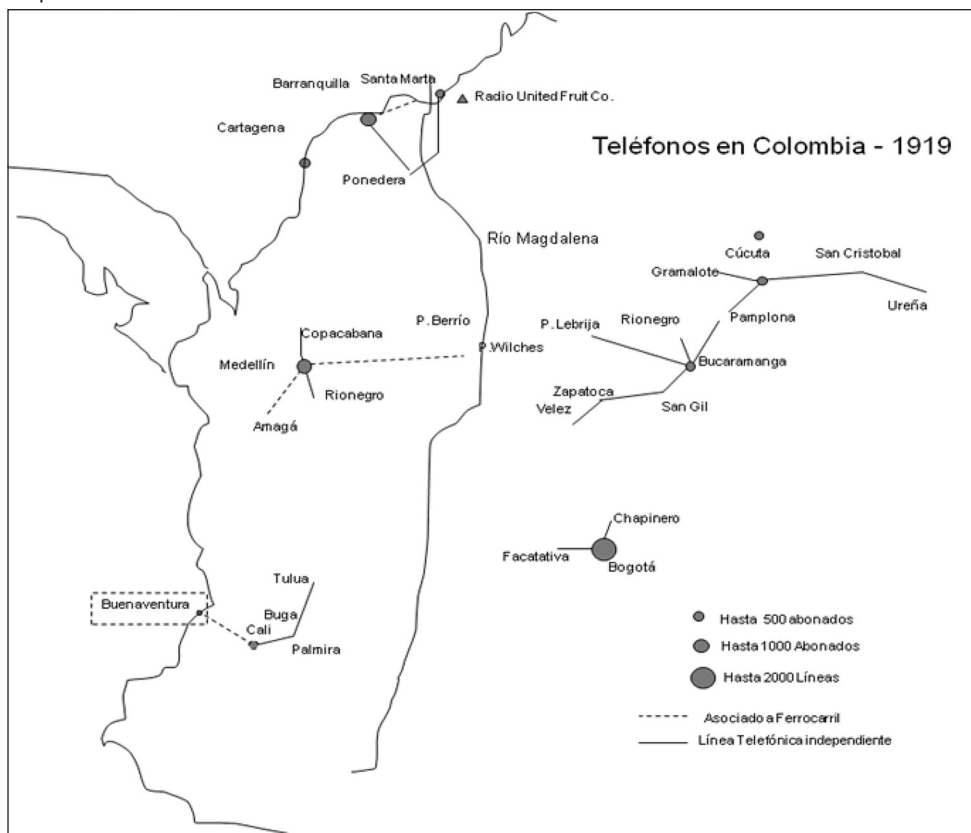 Barranquilla
Santa Marta
Radio United Fruit Co.
Cartagena
Teléfonos en Colombia - 1919
Ponedera
Río Magdalena
Cúcuta
San Cristobal
Gramalote
Ureña
Copacabana
P. Berrío
P. Lebrija
Rionegro
Pamplona
Medellín
P. Wilches
Bucaramanga
Rionegro
Zapatoca
San Gil
Velez
Amagá
Chapinero
Facatativa
Bogotá
Tulua
Buenaventura
Buga
Cali
Palmira
Hasta 500 abonados
Hasta 1000 Abonados
Hasta 2000 Líneas
Asociado a Ferrocarril
Línea Telefónica independiente